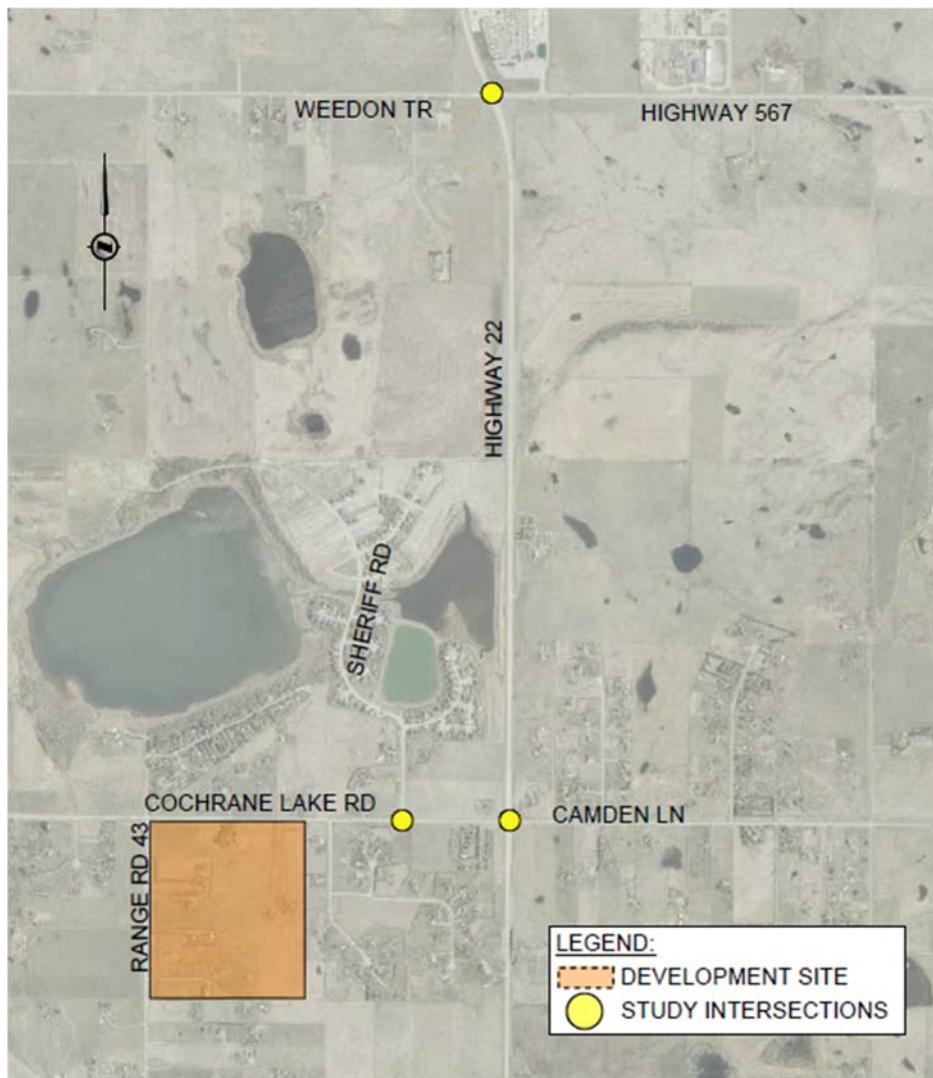 WEEDON TR
HIGHWAY 567
HIGHWAY 22
SHERIFF RD
COCHRANE LAKE RD
CAMDEN LN
RANGE RD 43
LEGEND:
DEVELOPMENT SITE
STUDY INTERSECTIONS